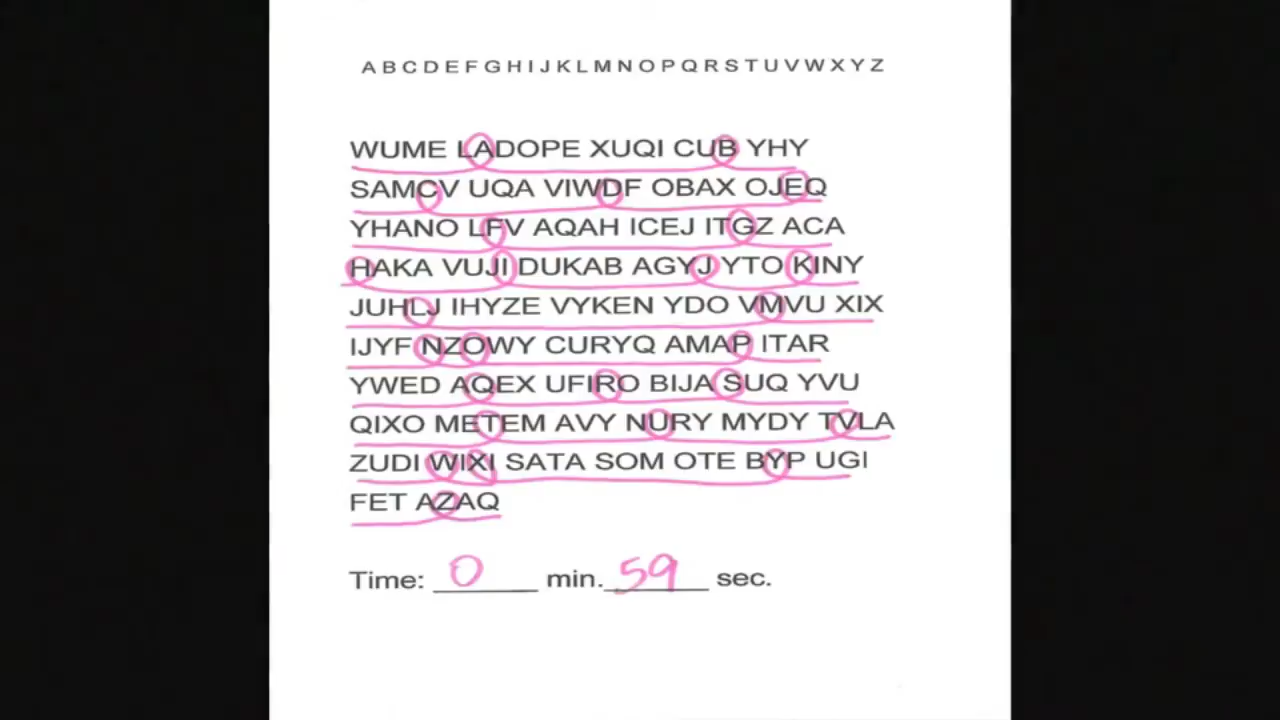 A B C D E F G H I J K L M N O P Q R S T U V W X Y Z
WUME LADOPE XUQI CUB YHY
SAMCV UQA VIWDF OBAX OJEQ
YHANO LFV AQAH ICEJ ITGZ ACA
HAKA VUJI DUKAB AGYJ YTO KINY
JUHLJ IHYZE VYKEN YDO VMVU XIX
IJYF NZOWY CURYQ AMAP ITAR
YWED AQEX UFIRO BIJA SUQ YVU
QIXO METEM AVY NURY MYDY TVLA
ZUDI WIXI SATA SOM OTE BYP UGI
FET AZAQ
Time: 0 min. 59 sec.